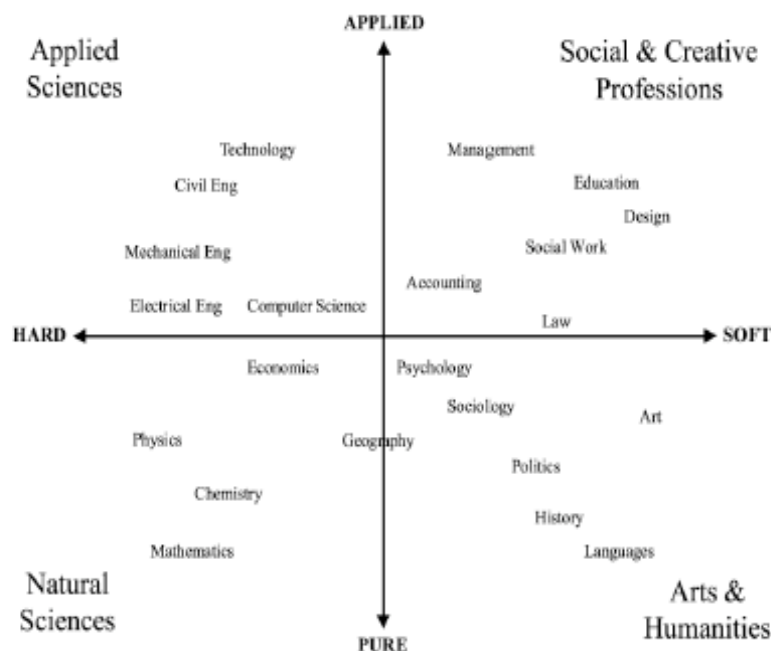 APPLIED
Applied
Sciences
Social & Creative
Professions
Technology
Management
Civil Eng
Education
Design
Mechanical Eng
Social Work
Accounting
Electrical Eng
Computer Science
Law
HARD
SOFT
Economics
Psychology
Sociology
Art
Physics
Geography
Politics
Chemistry
History
Mathematics
Languages
Natural
Sciences
Arts &
Humanities
PURE